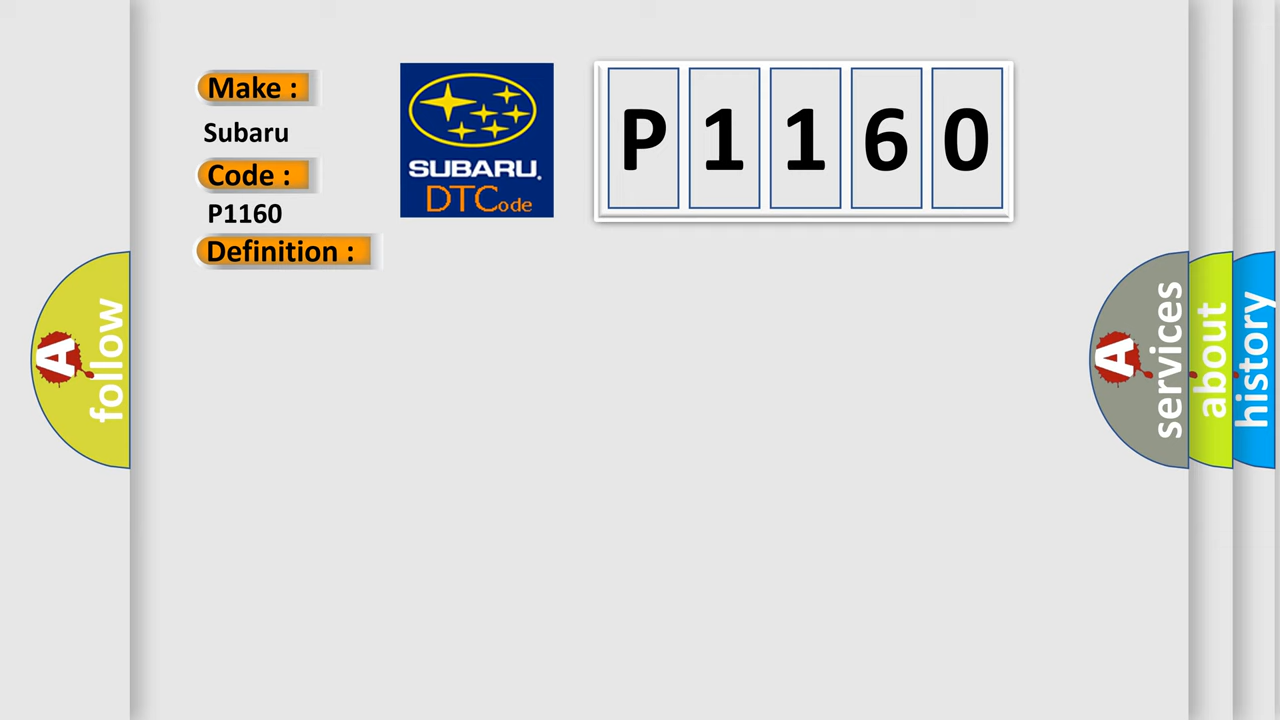 Make :
Subaru
Code :
P1160
Definition :
SUBARU.
DTCode
P 1 1 6 0
A follow
A services
about
history